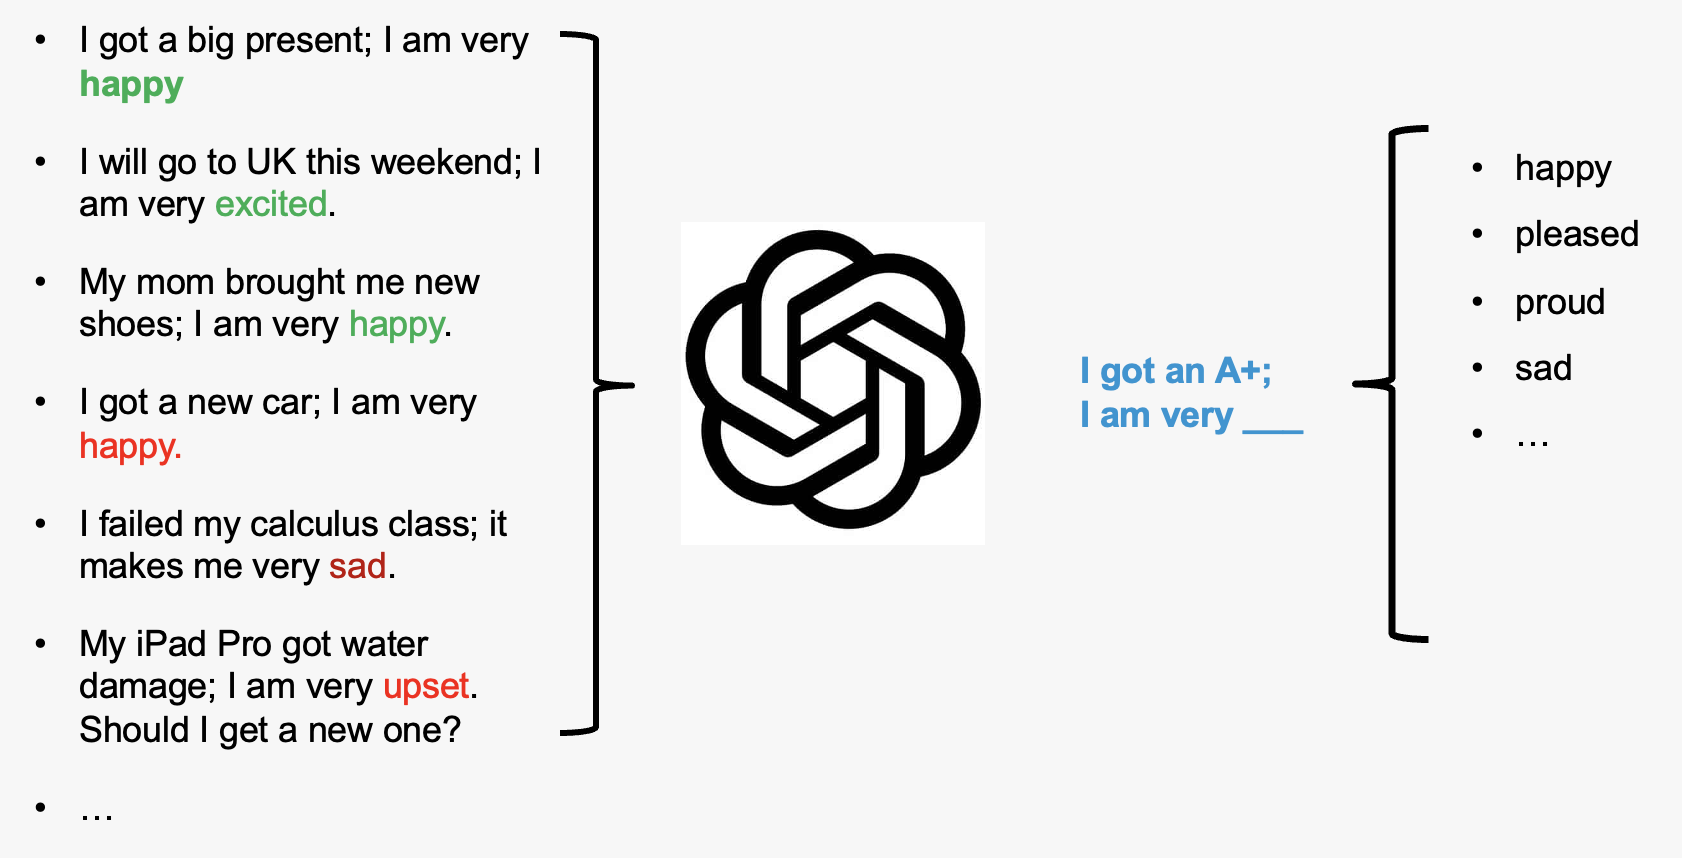 • I got a big present; I am very
happy
• I will go to UK this weekend; I
am very excited.
• My mom brought me new
shoes; I am very happy.
• I got a new car; I am very
happy.
• I failed my calculus class; it
makes me very sad.
• My iPad Pro got water
damage; I am very upset.
Should I get a new one?
• …
I got an A+;
I am very ___
• happy
• pleased
• proud
• sad
• …